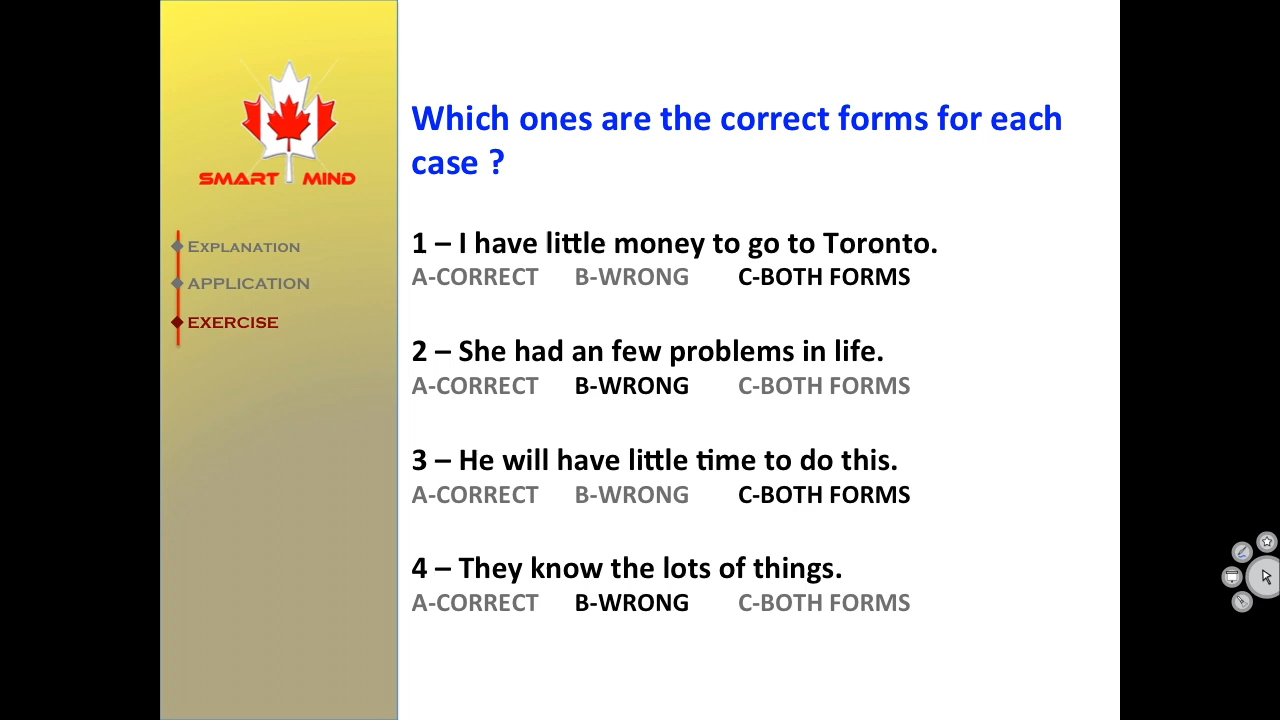 SMART MIND
EXPLANATION
APPLICATION
EXERCISE
Which ones are the correct forms for each
case ?
1 – I have little money to go to Toronto.
A-CORRECT B-WRONG C-BOTH FORMS
2 – She had an few problems in life.
A-CORRECT B-WRONG C-BOTH FORMS
3 – He will have little time to do this.
A-CORRECT B-WRONG C-BOTH FORMS
4 – They know the lots of things.
A-CORRECT B-WRONG C-BOTH FORMS